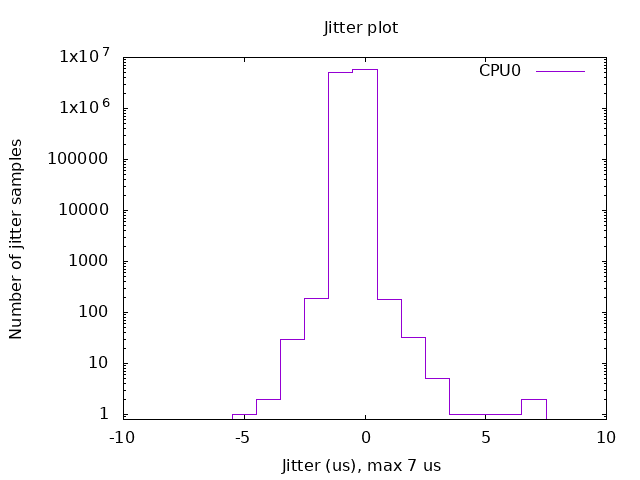 Jitter plot
Number of jitter samples
1x10^7
1x10^6
100000
10000
1000
100
10
1
CPU0
-10 -5 0 5 10
Jitter (us), max 7 us